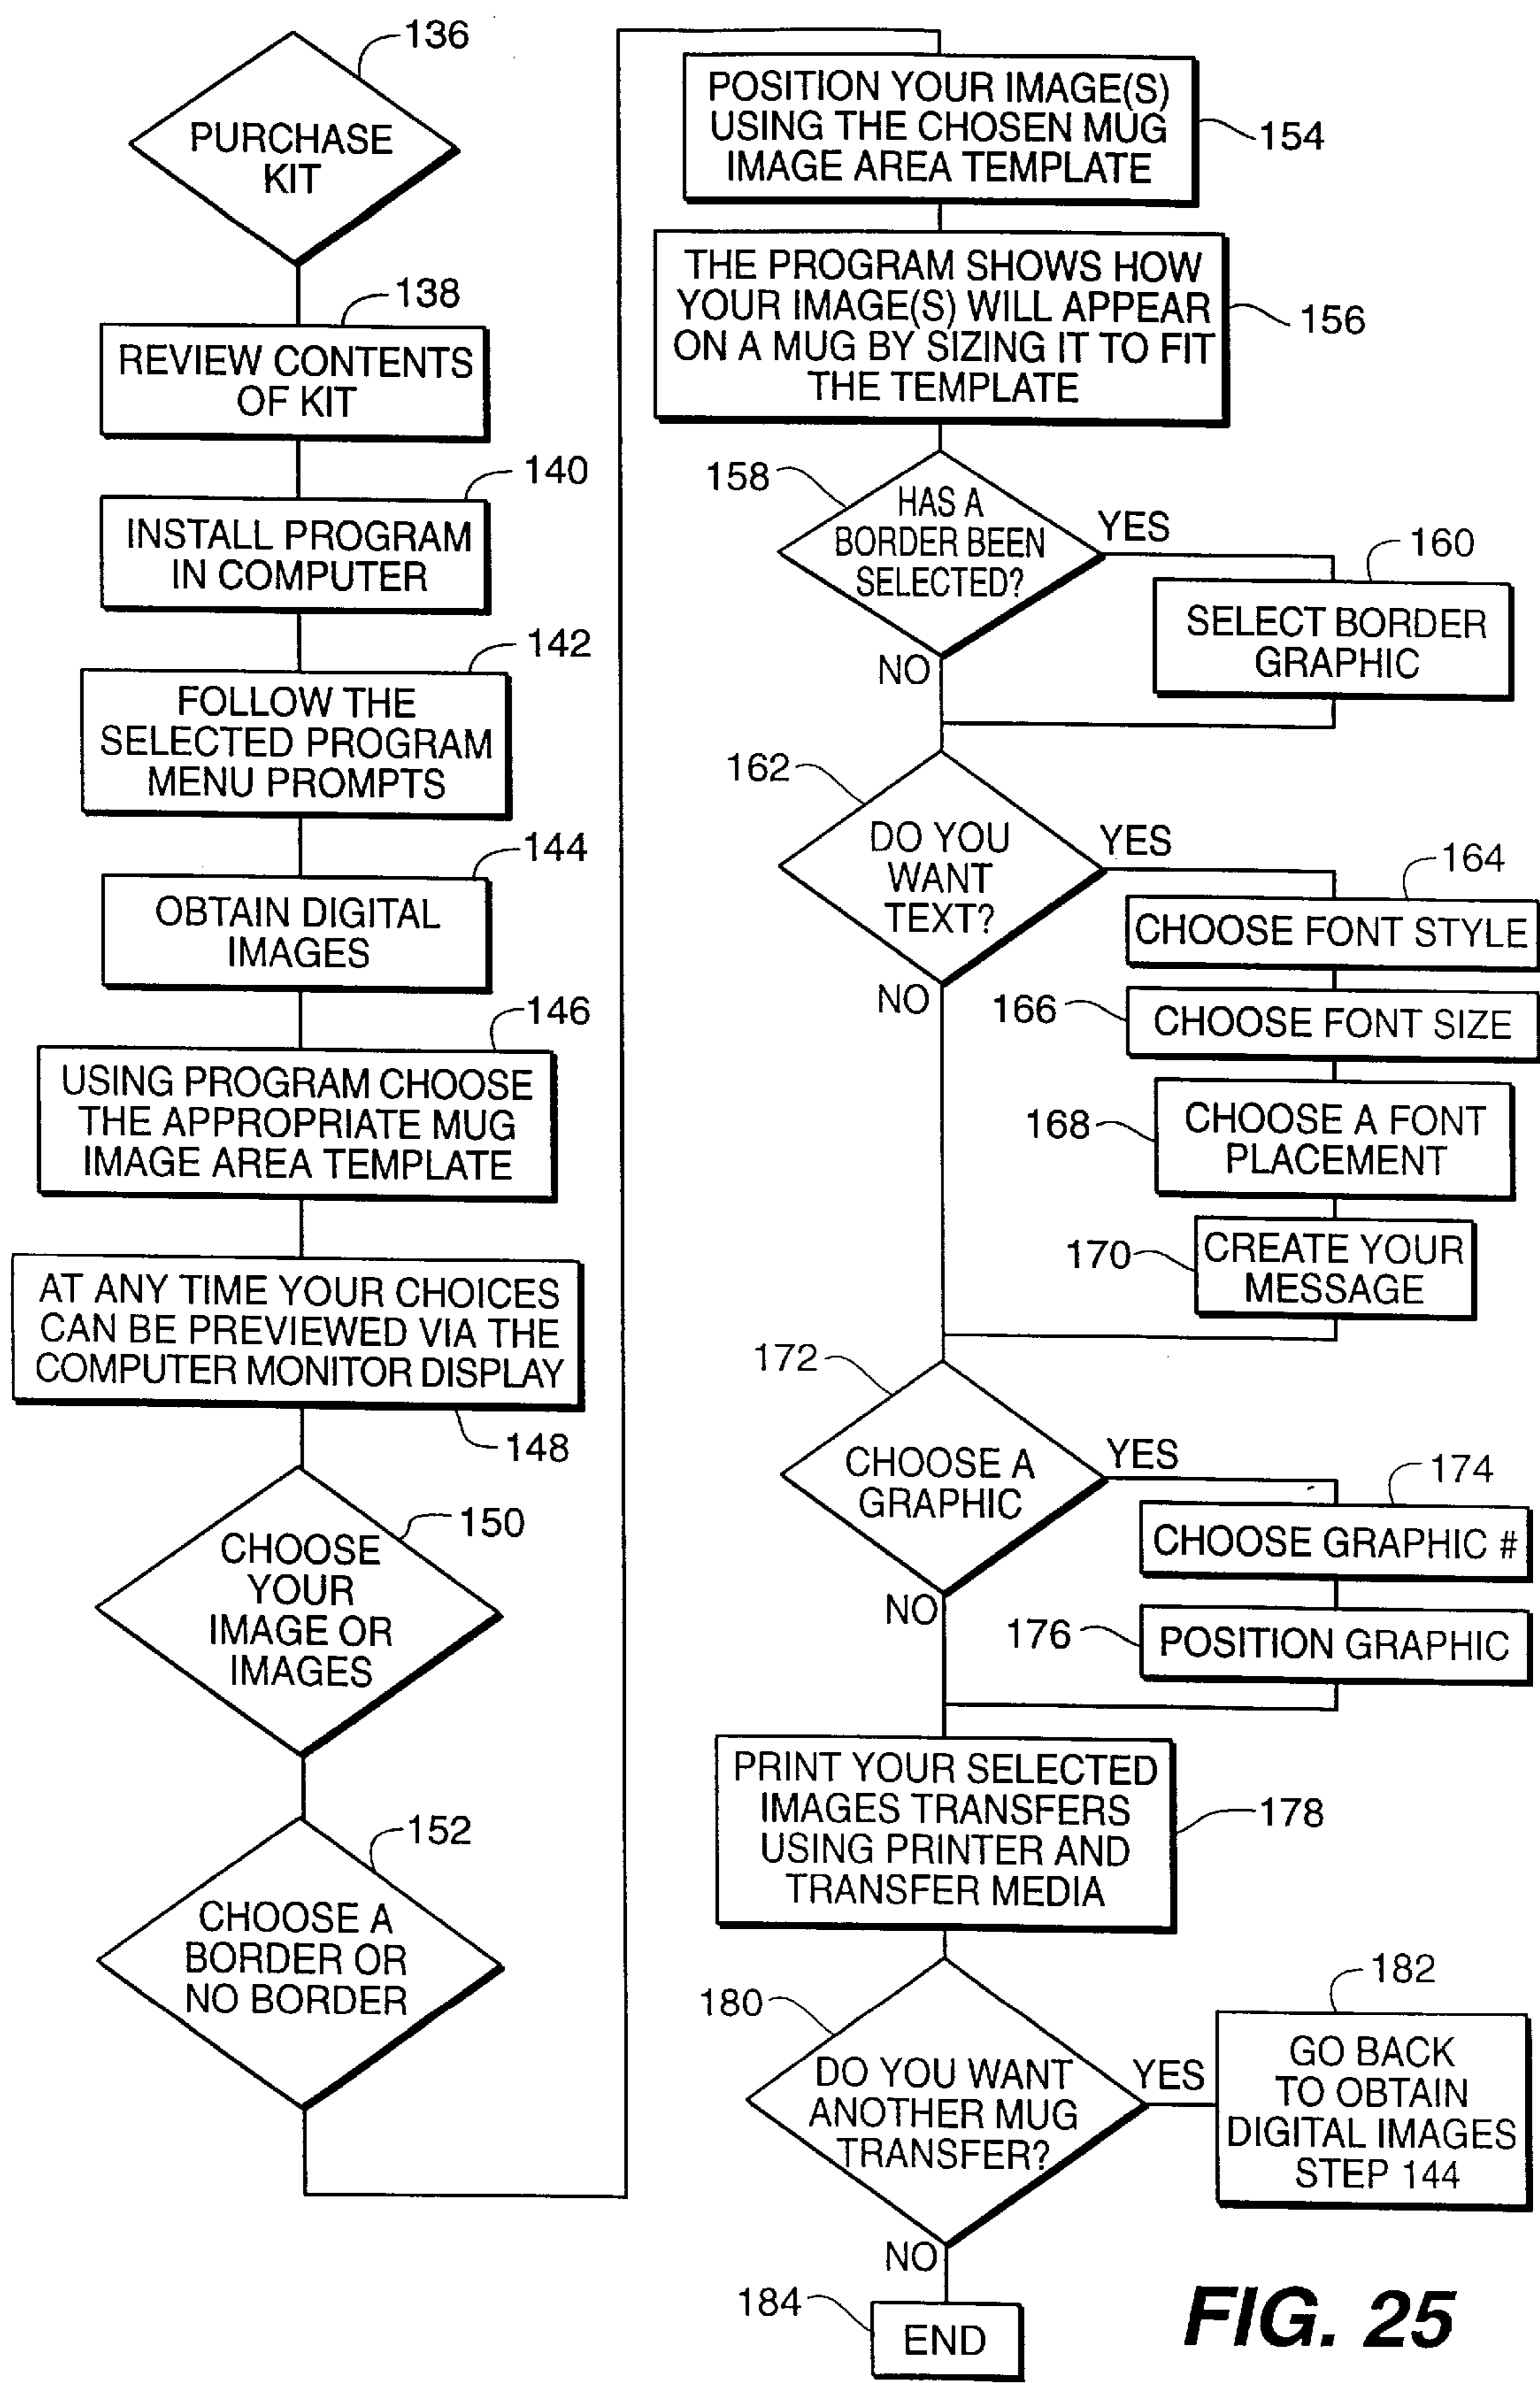 136
PURCHASE
KIT
138
REVIEW CONTENTS
OF KIT
140
INSTALL PROGRAM
IN COMPUTER
142
FOLLOW THE
SELECTED PROGRAM
MENU PROMPTS
144
OBTAIN DIGITAL
IMAGES
146
USING PROGRAM CHOOSE
THE APPROPRIATE MUG
IMAGE AREA TEMPLATE
AT ANY TIME YOUR CHOICES
CAN BE PREVIEWED VIA THE
COMPUTER MONITOR DISPLAY
148
150
CHOOSE
YOUR
IMAGE OR
IMAGES
152
CHOOSE A
BORDER OR
NO BORDER
POSITION YOUR IMAGE(S)
USING THE CHOSEN MUG
IMAGE AREA TEMPLATE
154
THE PROGRAM SHOWS HOW
YOUR IMAGE(S) WILL APPEAR
ON A MUG BY SIZING IT TO FIT
THE TEMPLATE
156
158
HAS A
BORDER BEEN
SELECTED?
YES
NO
160
SELECT BORDER
GRAPHIC
162
DO YOU
WANT
TEXT?
YES
NO
164
CHOOSE FONT STYLE
166
CHOOSE FONT SIZE
168
CHOOSE A FONT
PLACEMENT
170
CREATE YOUR
MESSAGE
172
CHOOSE A
GRAPHIC
YES
NO
174
CHOOSE GRAPHIC #
176
POSITION GRAPHIC
PRINT YOUR SELECTED
IMAGES TRANSFERS
USING PRINTER AND
TRANSFER MEDIA
178
180
DO YOU WANT
ANOTHER MUG
TRANSFER?
YES
NO
182
GO BACK
TO OBTAIN
DIGITAL IMAGES
STEP 144
184
END
FIG. 25